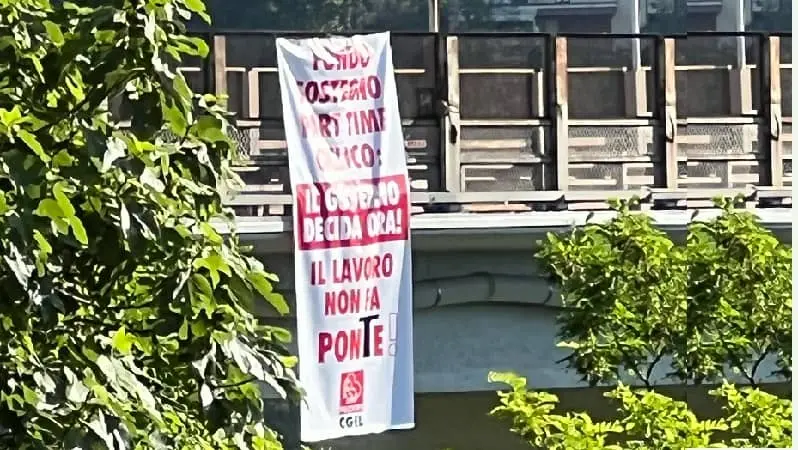 FONDO
SOSTEGNO
PART TIME
CICLICO:
IL GOVERNO
DECIDA ORA!
IL LAVORO
NON FA
PONTE!
CGIL